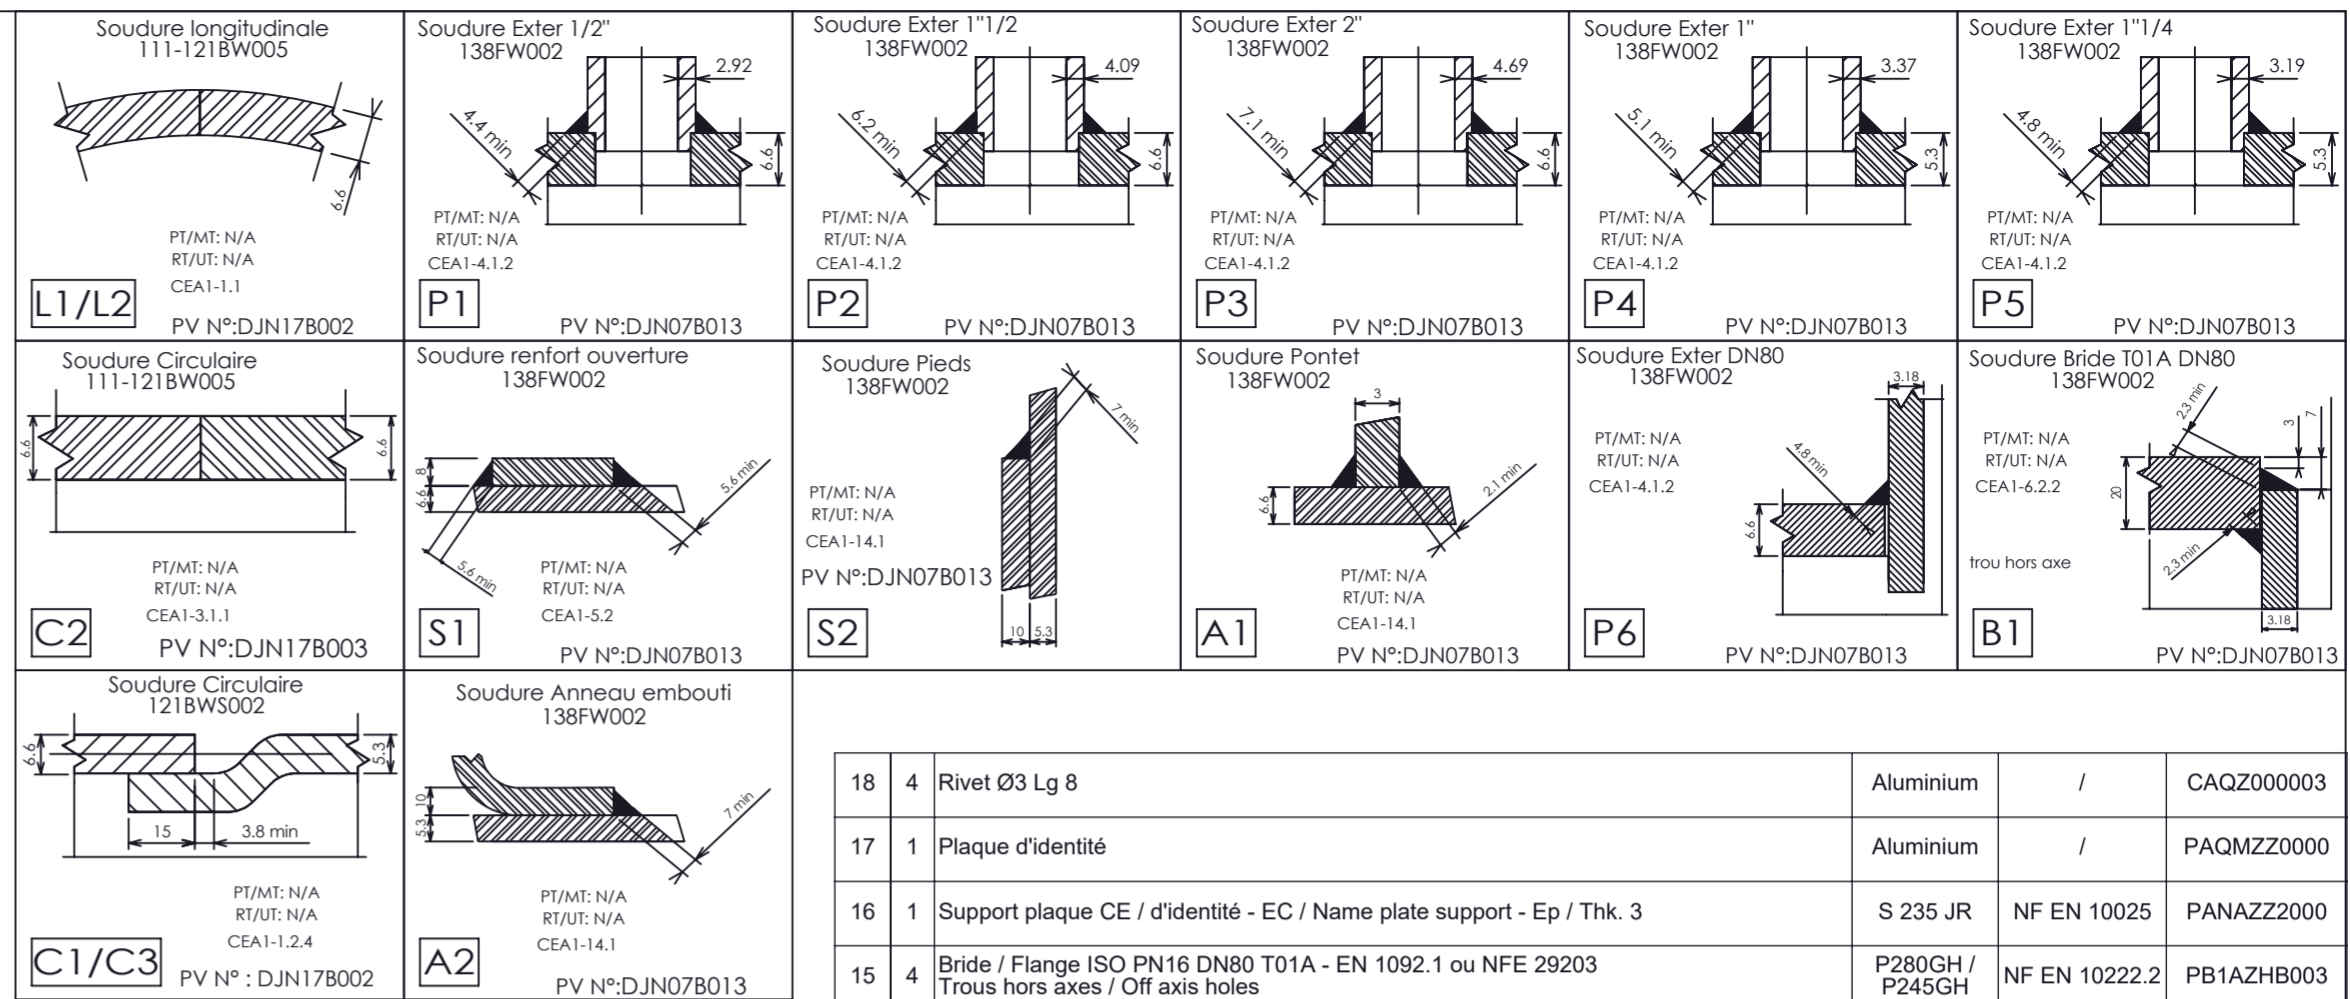 Soudure longitudinale
111-121BW005
6.6
PT/MT: N/A
RT/UT: N/A
CEA1-1.1
L1/L2
PV N°:DJN17B002
Soudure Exter 1/2"
138FW002
2.92
4.4 min
6.6
PT/MT: N/A
RT/UT: N/A
CEA1-4.1.2
P1
PV N°:DJN07B013
Soudure Exter 1"1/2
138FW002
4.09
6.2 min
6.6
PT/MT: N/A
RT/UT: N/A
CEA1-4.1.2
P2
PV N°:DJN07B013
Soudure Exter 2"
138FW002
4.69
7.1 min
6.6
PT/MT: N/A
RT/UT: N/A
CEA1-4.1.2
P3
PV N°:DJN07B013
Soudure Exter 1"
138FW002
3.37
5.1 min
5.3
PT/MT: N/A
RT/UT: N/A
CEA1-4.1.2
P4
PV N°:DJN07B013
Soudure Exter 1"1/4
138FW002
3.19
4.8 min
5.3
PT/MT: N/A
RT/UT: N/A
CEA1-4.1.2
P5
PV N°:DJN07B013
Soudure Circulaire
111-121BW005
6.6
6.6
PT/MT: N/A
RT/UT: N/A
CEA1-3.1.1
C2
PV N°:DJN17B003
Soudure renfort ouverture
138FW002
8
6.6
5.6 min
5.6 min
PT/MT: N/A
RT/UT: N/A
CEA1-5.2
S1
PV N°:DJN07B013
Soudure Pieds
138FW002
7 min
PT/MT: N/A
RT/UT: N/A
CEA1-14.1
PV N°:DJN07B013
S2
10 5.3
Soudure Pontet
138FW002
3
6.6
2.1 min
PT/MT: N/A
RT/UT: N/A
CEA1-14.1
A1
PV N°:DJN07B013
Soudure Exter DN80
138FW002
3.18
PT/MT: N/A
RT/UT: N/A
CEA1-4.1.2
4.8 min
6.6
P6
PV N°:DJN07B013
Soudure Bride T01A DN80
138FW002
2.3 min
3
7
PT/MT: N/A
RT/UT: N/A
CEA1-6.2.2
20
trou hors axe
2.3 min
3.18
B1
PV N°:DJN07B013
Soudure Circulaire
121BWS002
6.6
5.3
15
3.8 min
PT/MT: N/A
RT/UT: N/A
CEA1-1.2.4
C1/C3
PV N° : DJN17B002
Soudure Anneau embouti
138FW002
10
5.3
7 min
PT/MT: N/A
RT/UT: N/A
CEA1-14.1
A2
PV N°:DJN07B013
18 4 Rivet Ø3 Lg 8 Aluminium / CAQZ000003
17 1 Plaque d'identité Aluminium / PAQMZZ0000
16 1 Support plaque CE / d'identité - EC / Name plate support - Ep / Thk. 3 S 235 JR NF EN 10025 PANAZZ2000
15 4 Bride / Flange ISO PN16 DN80 T01A - EN 1092.1 ou NFE 29203
Trous hors axes / Off axis holes
P280GH /
P245GH
NF EN 10222.2 PB1AZHB003